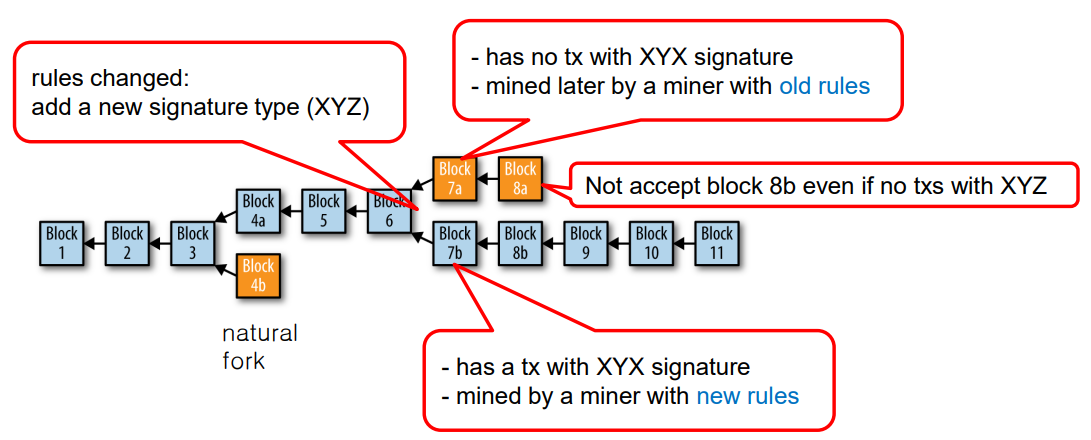 rules changed:
add a new signature type (XYZ)
- has no tx with XYX signature
- mined later by a miner with old rules
Block
7a
Block
8a
Not accept block 8b even if no txs with XYZ
Block
1
Block
2
Block
3
Block
4a
Block
5
Block
6
Block
4b
natural
fork
Block
7b
Block
8b
Block
9
Block
10
Block
11
- has a tx with XYX signature
- mined by a miner with new rules